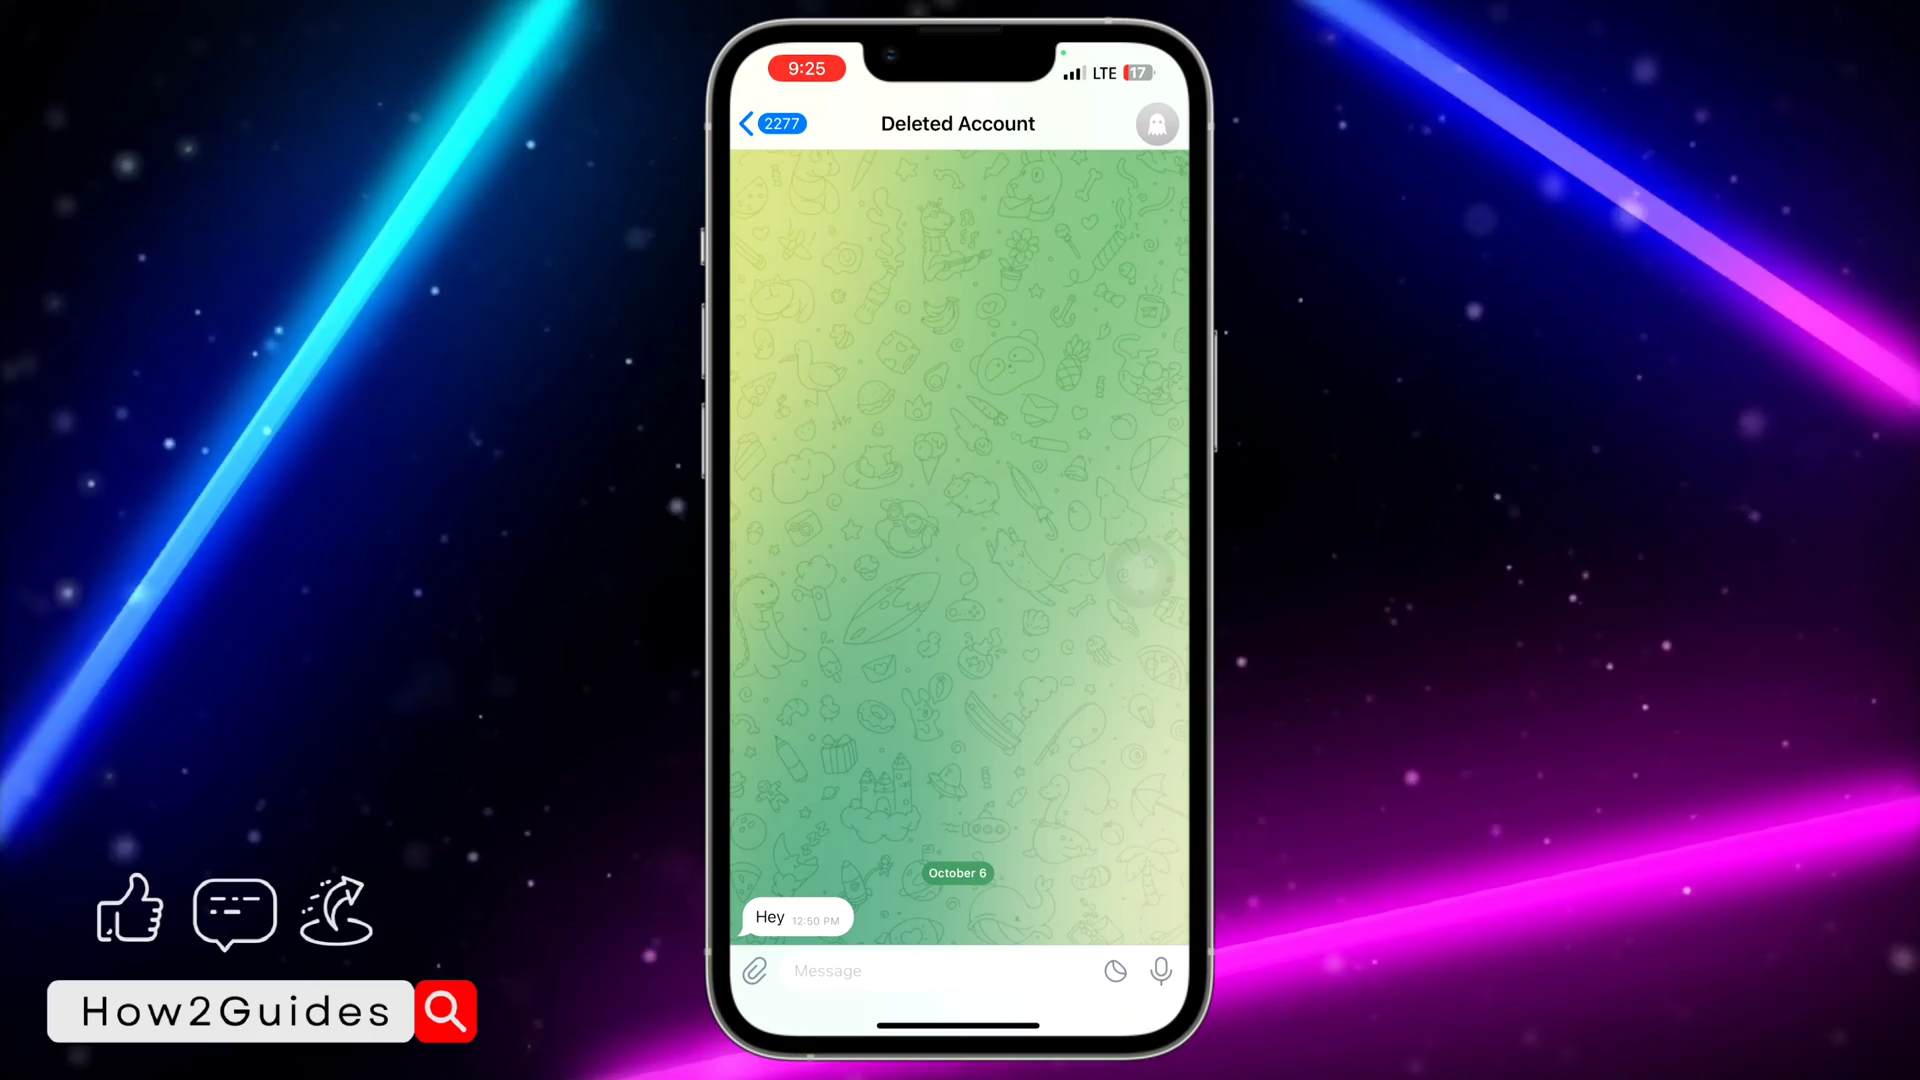 9:25
LTE 17
2277
Deleted Account
October 6
Hey 12:50 PM
Message
How2Guides